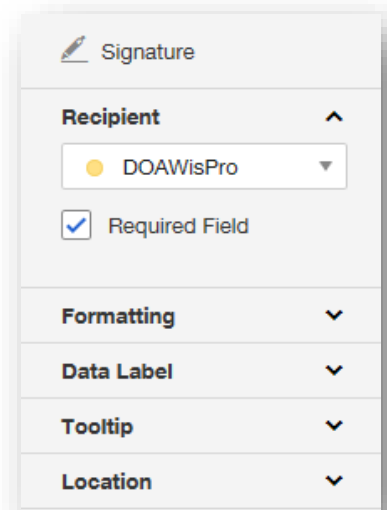 Signature
Recipient
DOAWisPro
Required Field
Formatting
Data Label
Tooltip
Location